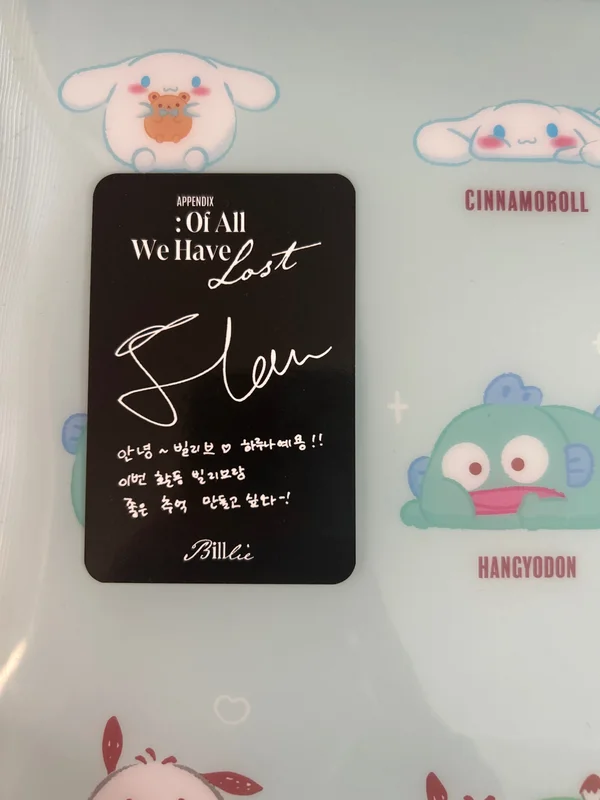 APPENDIX
: Of All
We Have Lost
안녕 ~ 빌리브 ♡ 하루나예용!!
이번 활동 빌리브랑
좋은 추억 만들고 싶다~!
Billlie
CINNAMOROLL
HANGYODON